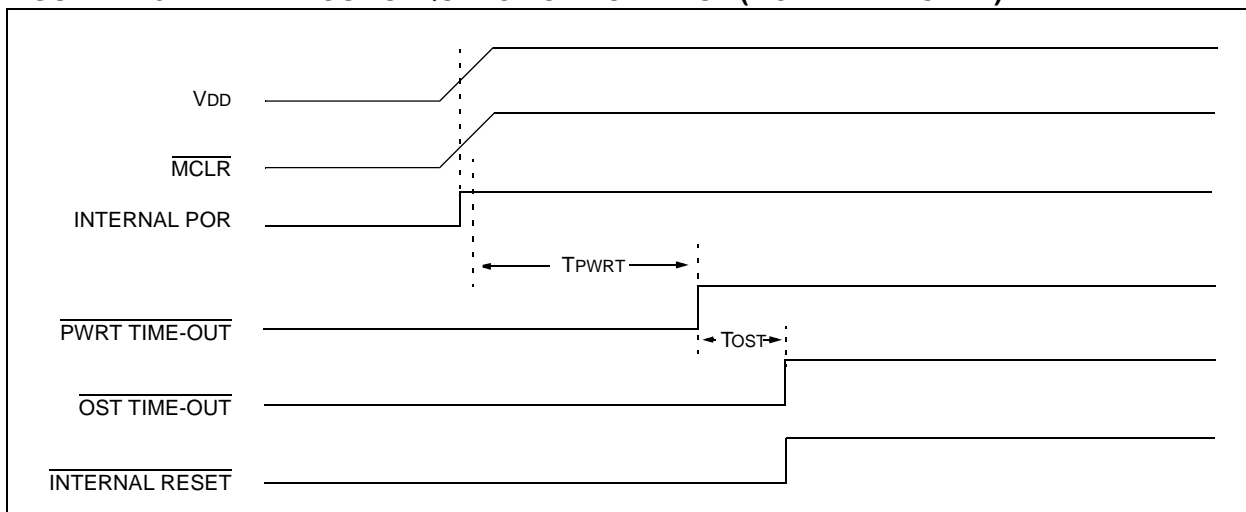 VDD
MCLR
INTERNAL POR
TPWRT
PWRT TIME-OUT
TOST
OST TIME-OUT
INTERNAL RESET